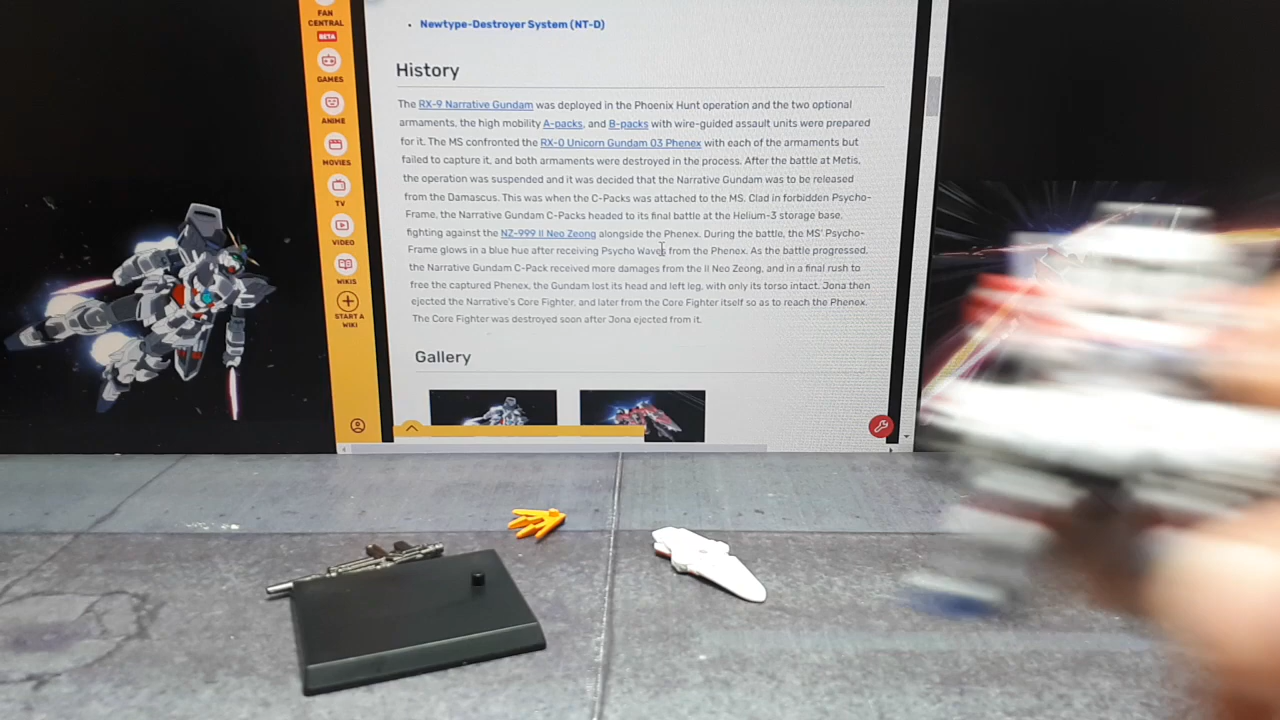 FAN
CENTRAL
BETA
GAMES
ANIME
MOVIES
TV
VIDEO
WIKIS
START A
WIKI
Newtype-Destroyer System (NT-D)
History
The RX-9 Narrative Gundam was deployed in the Phoenix Hunt operation and the two optional
armaments, the high mobility A-packs, and B-packs with wire-guided assault units were prepared
for it. The MS confronted the RX-0 Unicorn Gundam 03 Phenex with each of the armaments but
failed to capture it, and both armaments were destroyed in the process. After the battle at Metis,
the operation was suspended and it was decided that the Narrative Gundam was to be released
from the Damascus. This was when the C-Packs was attached to the MS. Clad in forbidden Psycho-
Frame, the Narrative Gundam C-Packs headed to its final battle at the Helium-3 storage base,
fighting against the NZ-999 II Neo Zeong alongside the Phenex. During the battle, the MS' Psycho-
Frame glows in a blue hue after receiving Psycho Waves from the Phenex. As the battle progressed,
the Narrative Gundam C-Pack received more damages from the II Neo Zeong, and in a final rush to
free the captured Phenex, the Gundam lost its head and left leg, with only its torso intact. Jona then
ejected the Narrative's Core Fighter, and later from the Core Fighter itself so as to reach the Phenex.
The Core Fighter was destroyed soon after Jona ejected from it.
Gallery